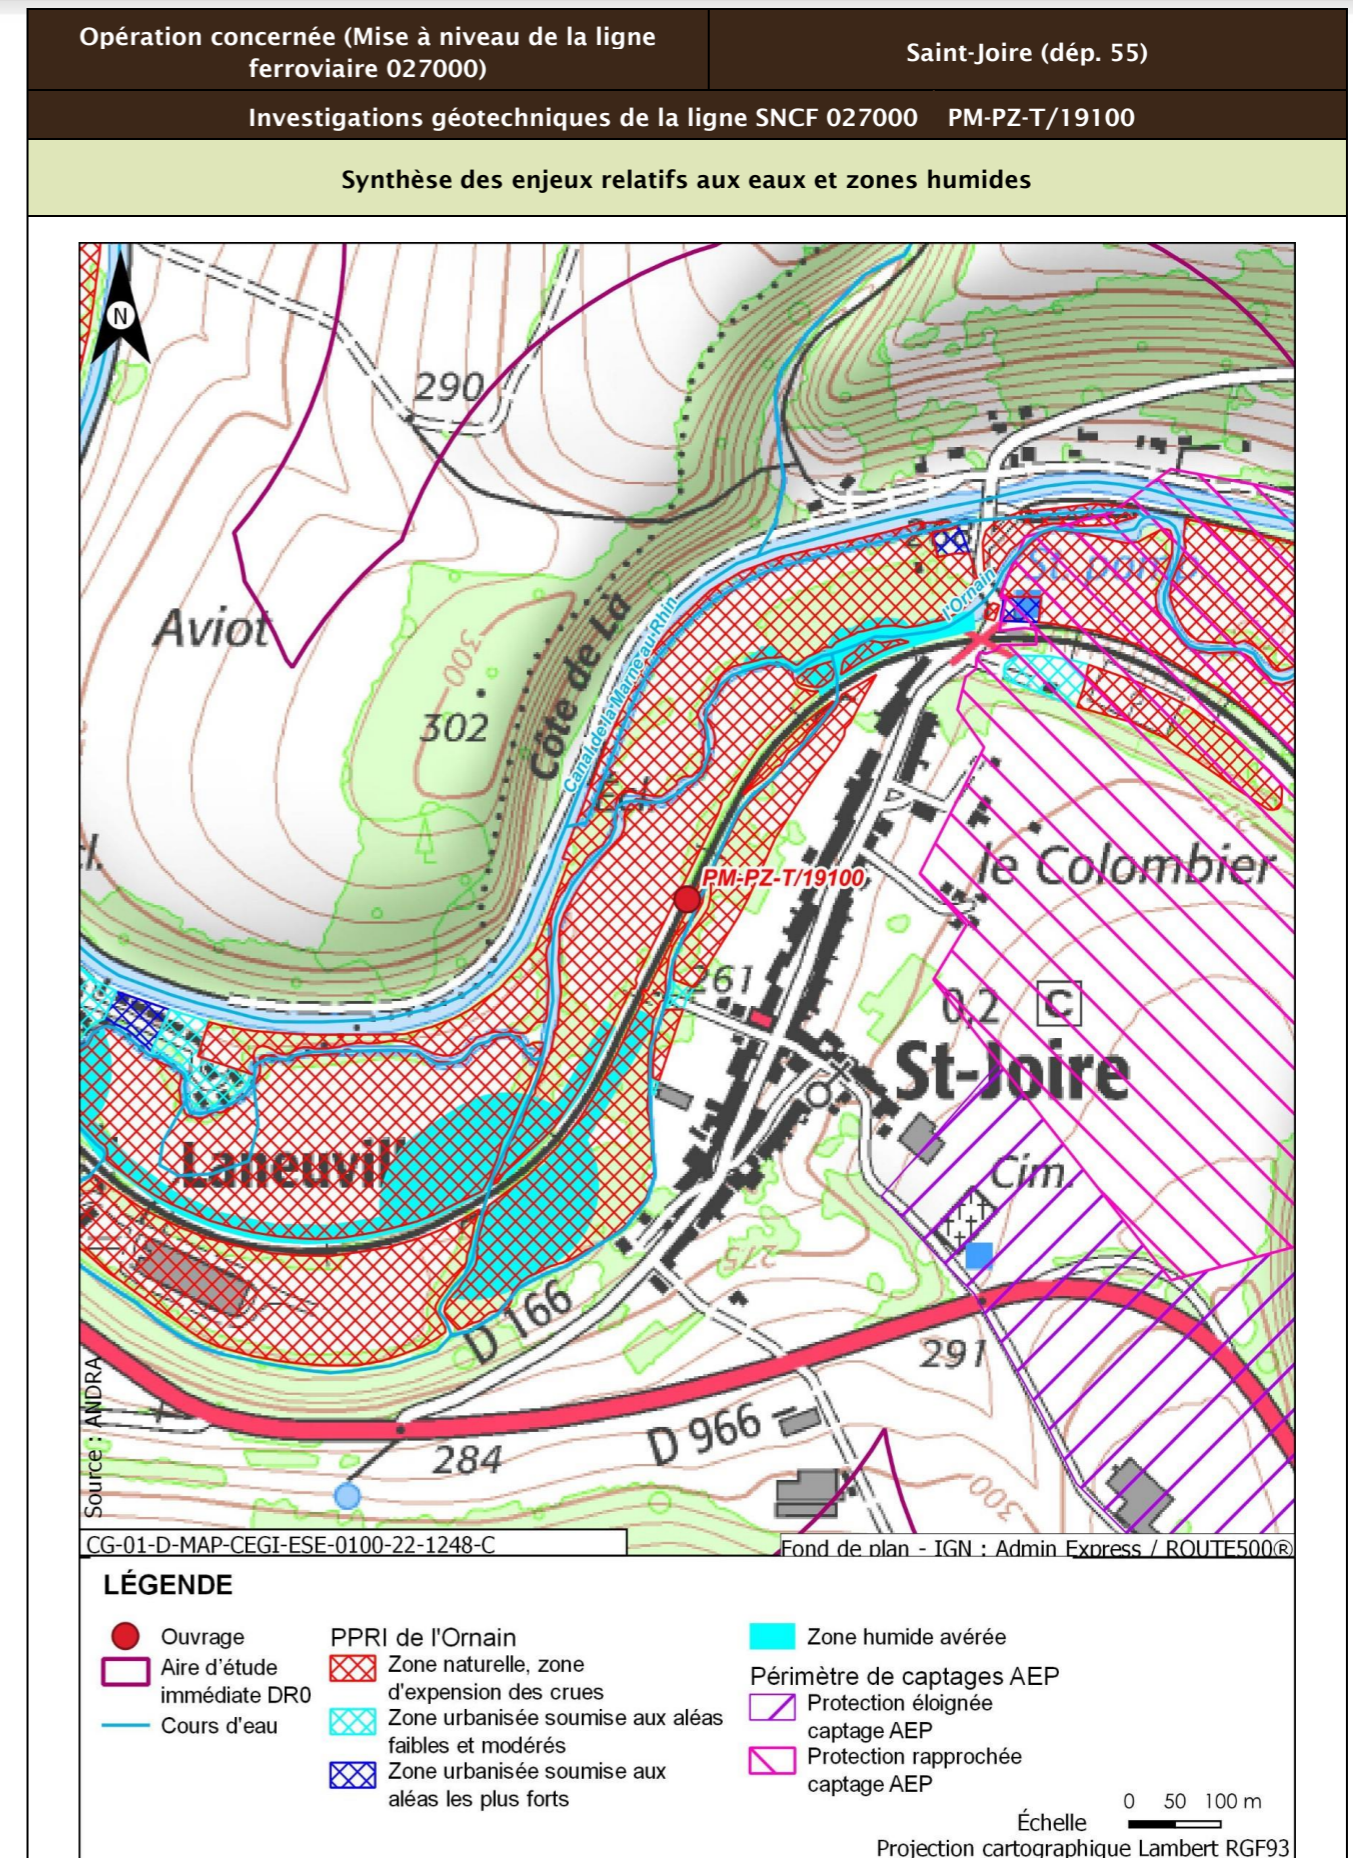 Opération concernée (Mise à niveau de la ligne
ferroviaire 027000)
Saint-Joire (dép. 55)
Investigations géotechniques de la ligne SNCF 027000 PM-PZ-T/19100
Synthèse des enjeux relatifs aux eaux et zones humides
N
290
Aviot
300
302
Côte de Là
Canal de la Marne au Rhin
l'Ornain
St. pomp.
PM-PZ-T/19100
le Colombier
275
261
0,2 C
St-Joire
Laneuvil'
Cim.
275
D 166
291
D 966
284
300
Source : ANDRA
CG-01-D-MAP-CEGI-ESE-0100-22-1248-C
Fond de plan - IGN : Admin Express / ROUTE500®
LÉGENDE
Ouvrage
Aire d'étude
immédiate DR0
Cours d'eau
PPRI de l'Ornain
Zone naturelle, zone
d'expension des crues
Zone urbanisée soumise aux aléas
faibles et modérés
Zone urbanisée soumise aux
aléas les plus forts
Zone humide avérée
Périmètre de captages AEP
Protection éloignée
captage AEP
Protection rapprochée
captage AEP
0 50 100 m
Échelle
Projection cartographique Lambert RGF93